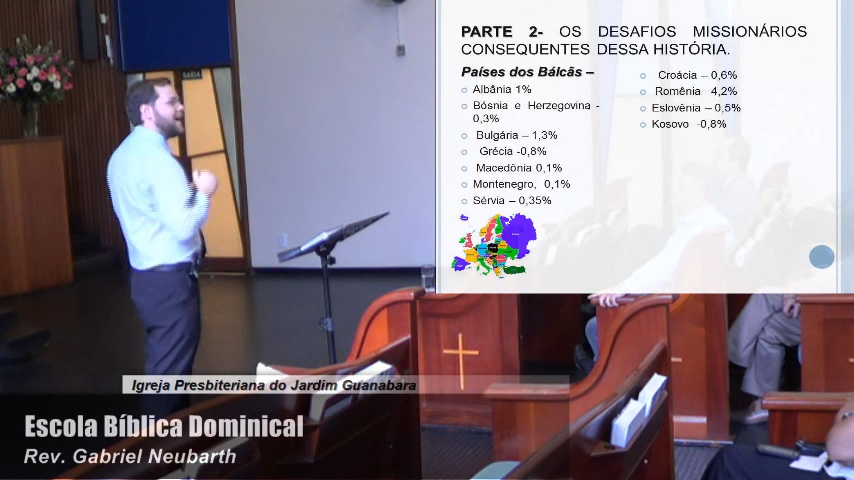 PARTE 2- OS DESAFIOS MISSIONÁRIOS
CONSEQUENTES DESSA HISTÓRIA.
Países dos Bálcãs –
Albânia 1%
Bósnia e Herzegovina -
0,3%
Bulgária – 1,3%
Grécia -0,8%
Macedônia 0,1%
Montenegro, 0,1%
Sérvia – 0,35%
Croácia – 0,6%
Romênia 4,2%
Eslovênia – 0,5%
Kosovo -0,8%
SAÍDA
Igreja Presbiteriana do Jardim Guanabara
Escola Bíblica Dominical
Rev. Gabriel Neubarth